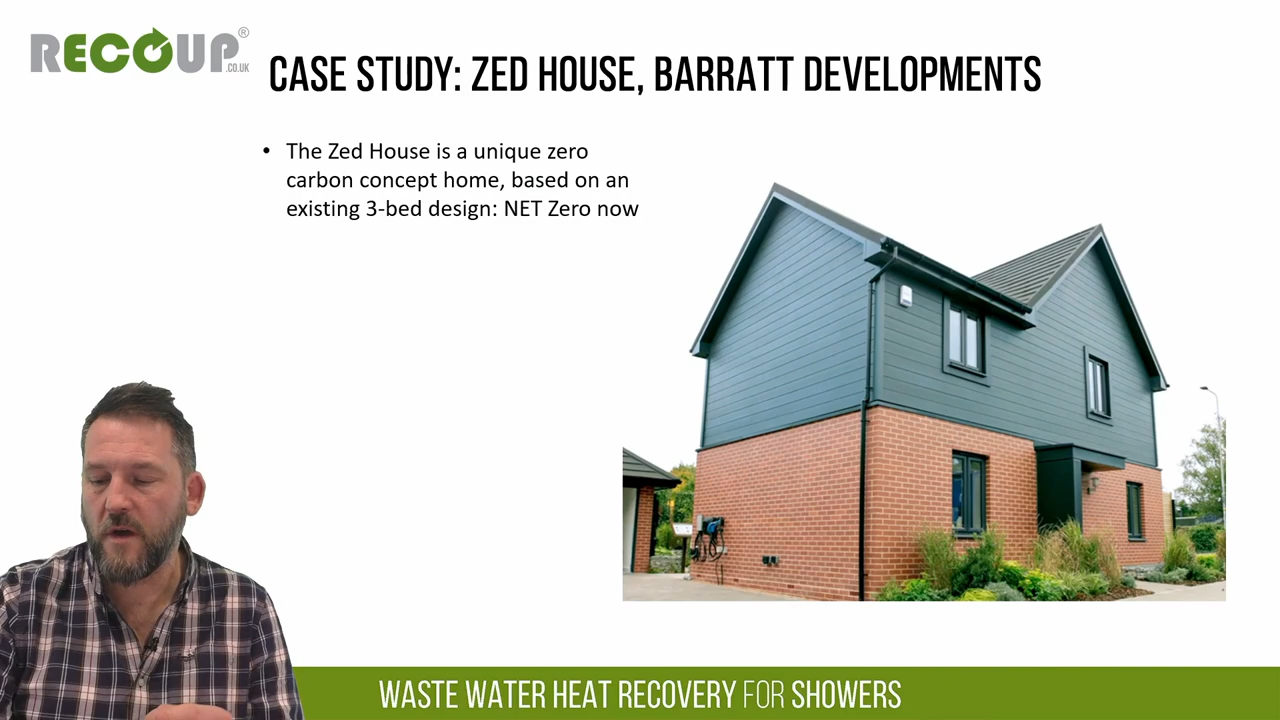 RECOUP®
.CO.UK
CASE STUDY: ZED HOUSE, BARRATT DEVELOPMENTS
• The Zed House is a unique zero
carbon concept home, based on an
existing 3-bed design: NET Zero now
WASTE WATER HEAT RECOVERY FOR SHOWERS